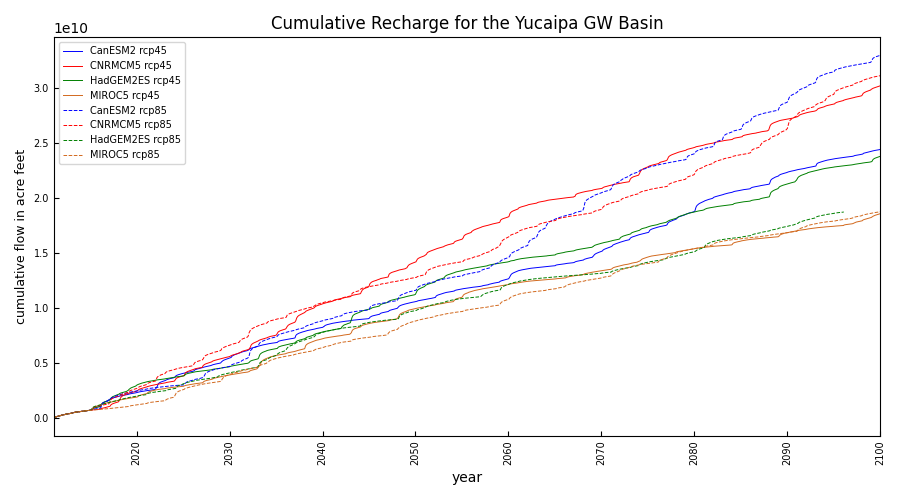 Cumulative Recharge for the Yucaipa GW Basin
1e10
CanESM2 rcp45
CNRMCM5 rcp45
HadGEM2ES rcp45
MIROC5 rcp45
CanESM2 rcp85
CNRMCM5 rcp85
HadGEM2ES rcp85
MIROC5 rcp85
cumulative flow in acre feet
3.0
2.5
2.0
1.5
1.0
0.5
0.0
2020
2030
2040
2050
2060
2070
2080
2090
2100
year